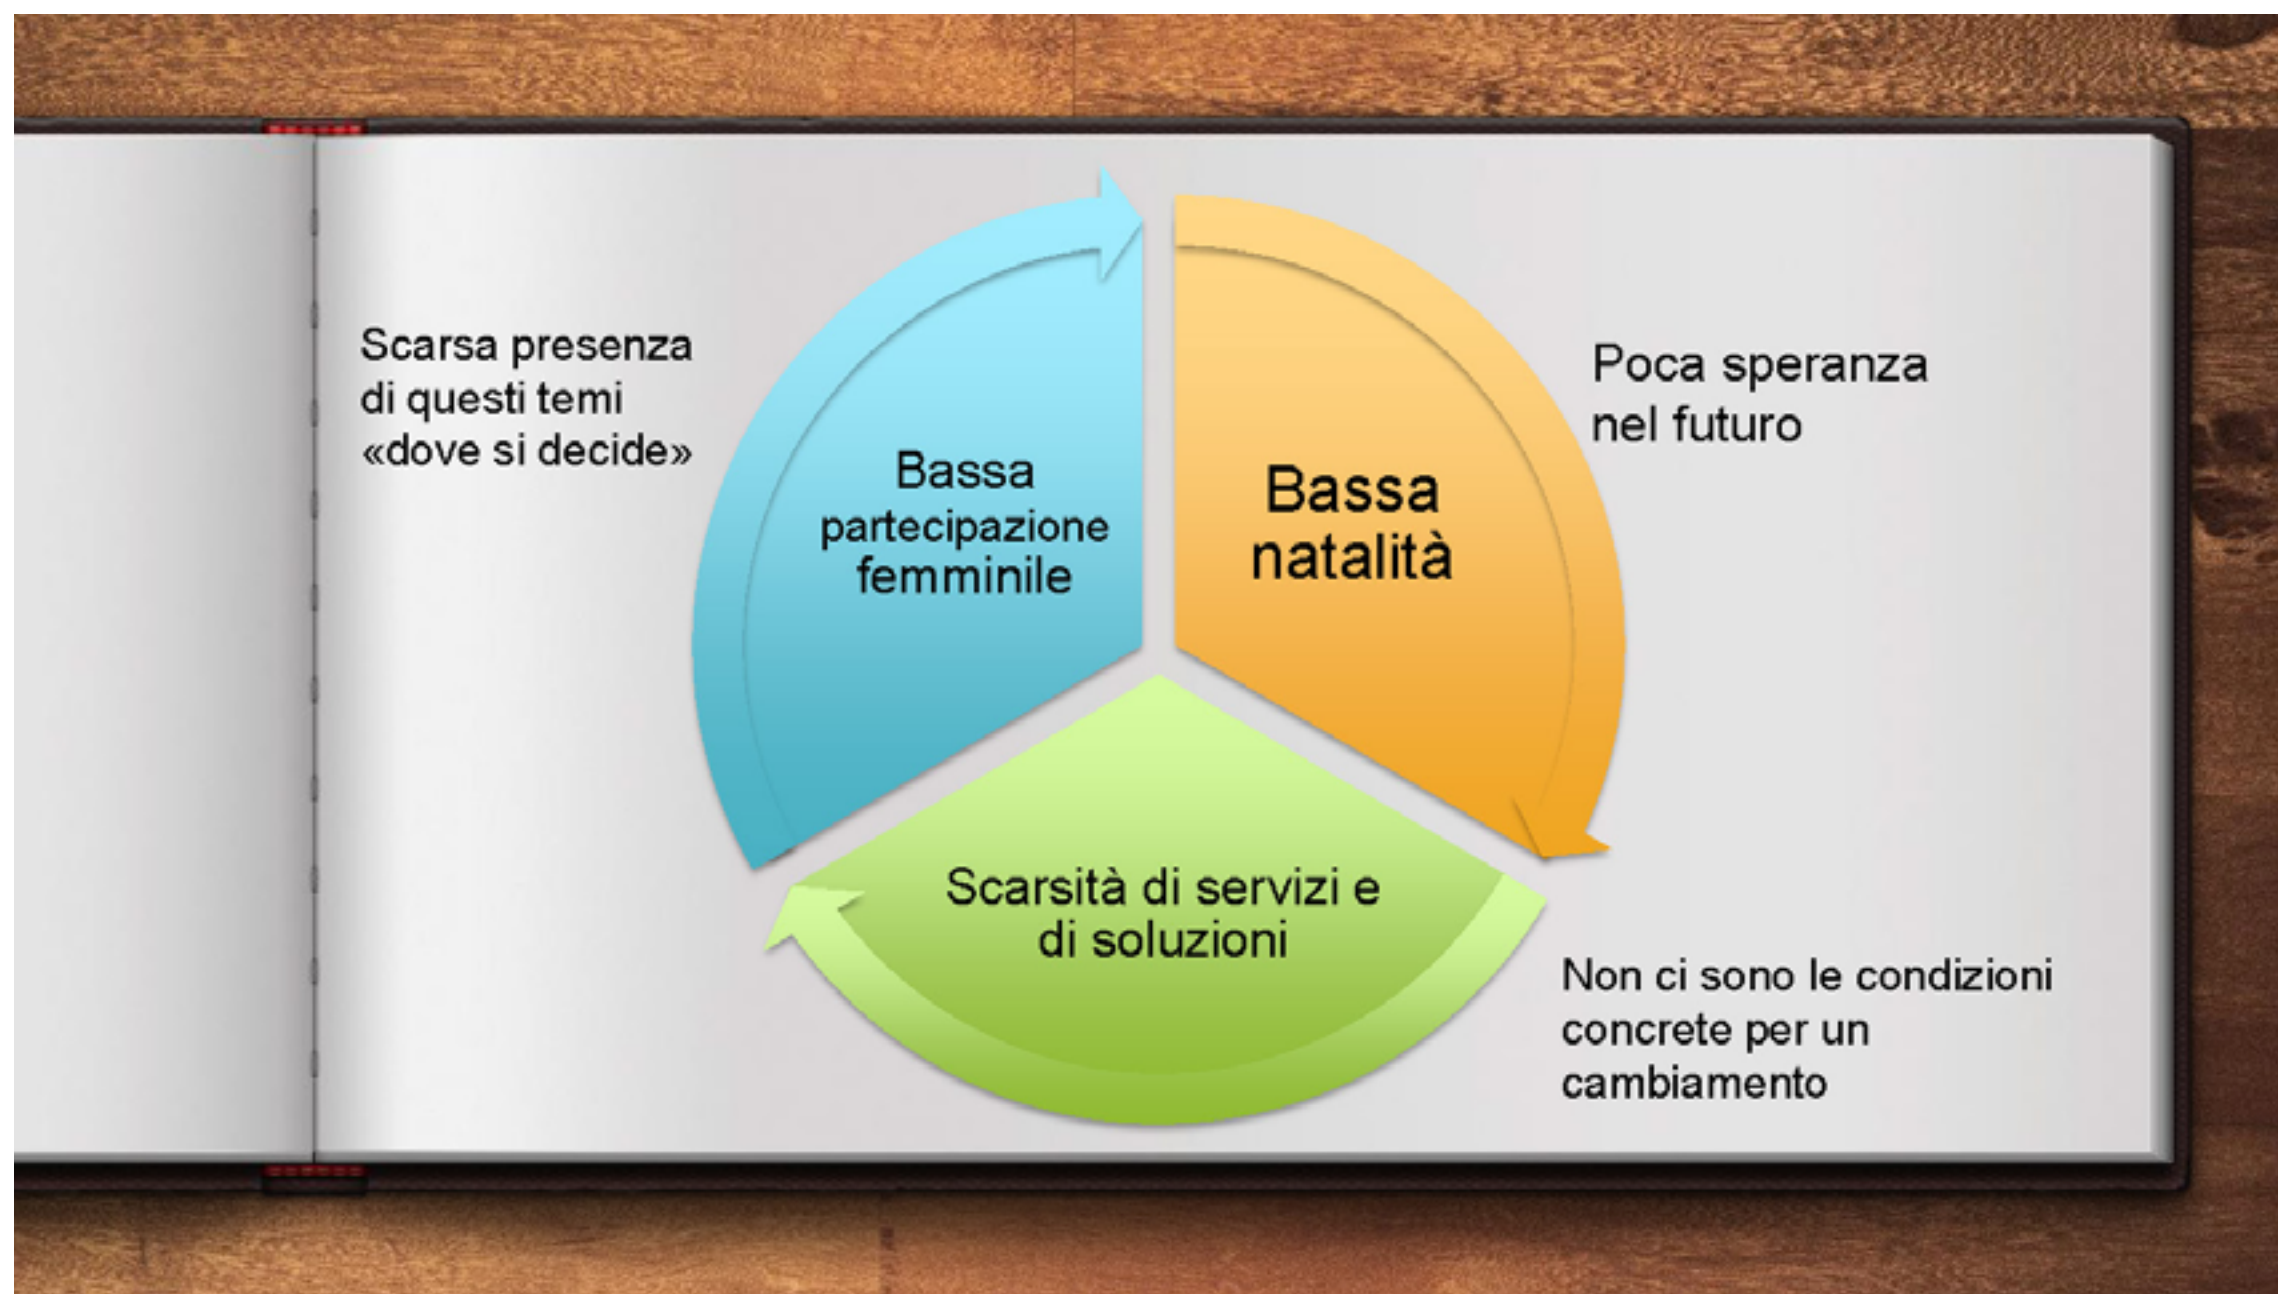 Scarsa presenza
di questi temi
«dove si decide»
Bassa
partecipazione
femminile
Bassa
natalità
Poca speranza
nel futuro
Scarsità di servizi e
di soluzioni
Non ci sono le condizioni
concrete per un
cambiamento